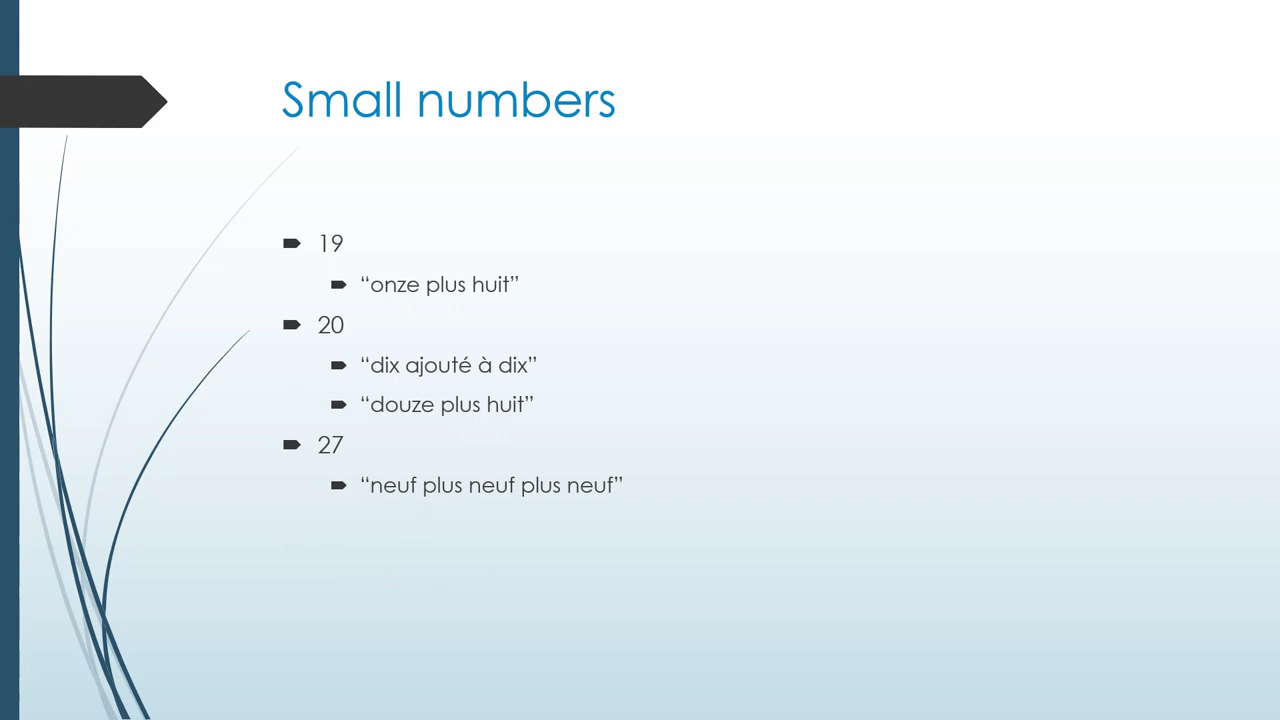 Small numbers
19
“onze plus huit”
20
“dix ajouté à dix”
“douze plus huit”
27
“neuf plus neuf plus neuf”